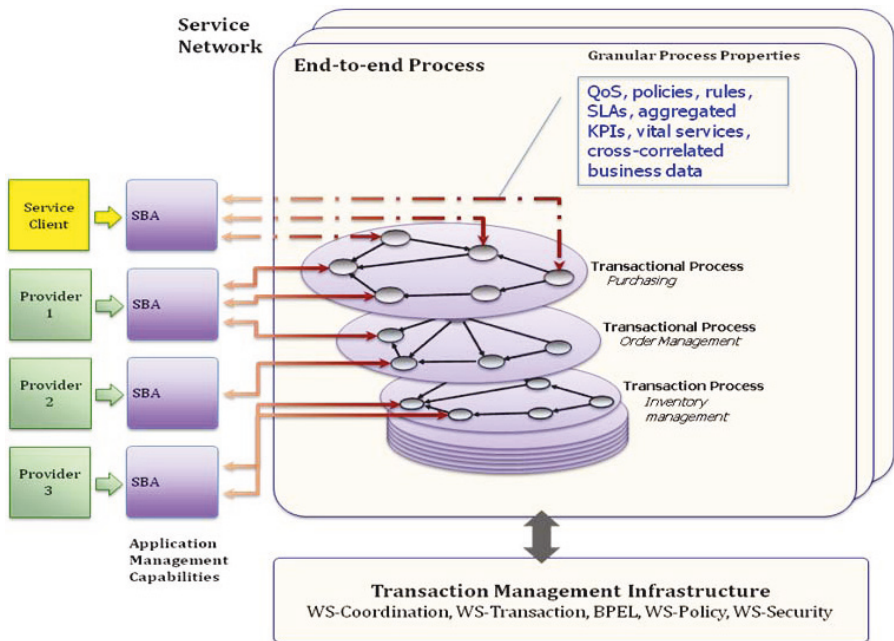 Service
Network
End-to-end Process
Granular Process Properties
QoS, policies, rules,
SLAs, aggregated
KPIs, vital services,
cross-correlated
business data
Service
Client
SBA
Provider
1
SBA
Provider
2
SBA
Provider
3
SBA
Transactional Process
Purchasing
Transactional Process
Order Management
Transaction Process
Inventory
management
Application
Management
Capabilities
Transaction Management Infrastructure
WS-Coordination, WS-Transaction, BPEL, WS-Policy, WS-Security